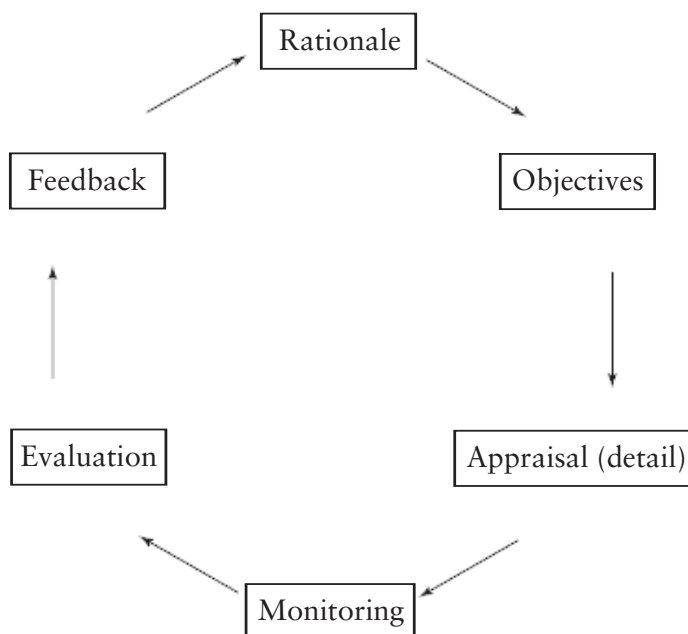 Rationale
Objectives
Appraisal (detail)
Monitoring
Evaluation
Feedback